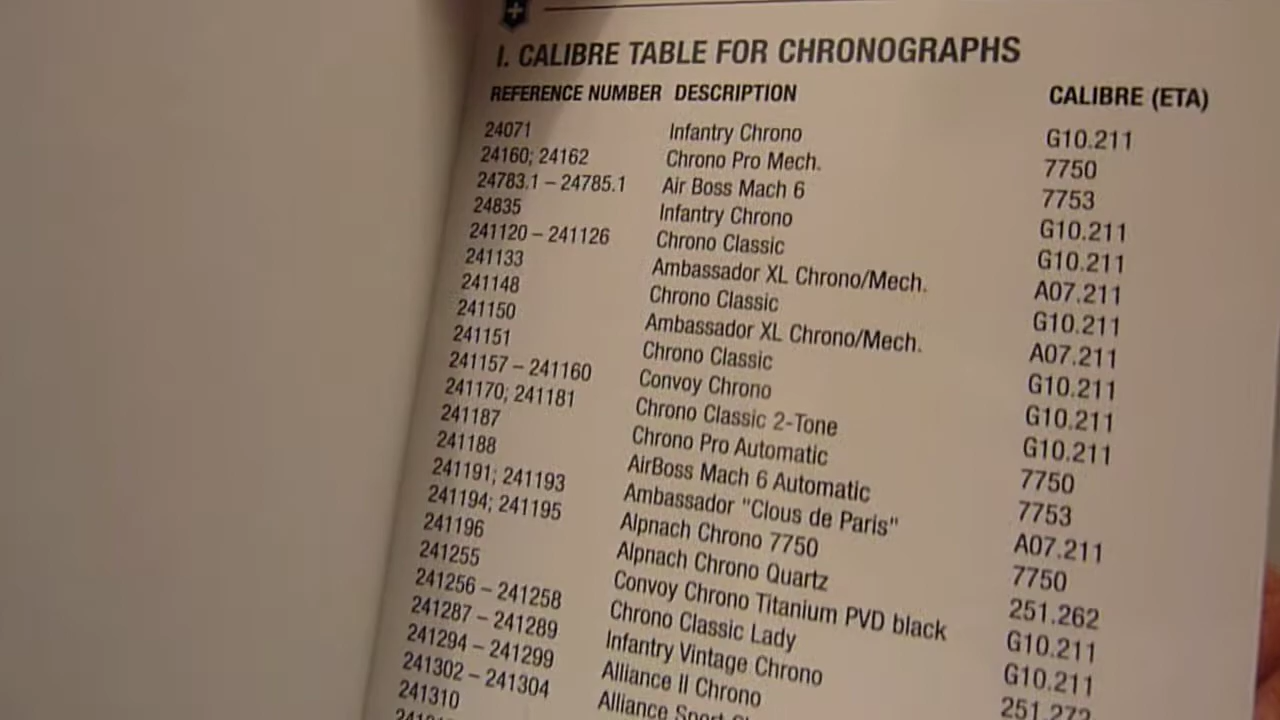 I. CALIBRE TABLE FOR CHRONOGRAPHS
REFERENCE NUMBER DESCRIPTION CALIBRE (ETA)
24071 Infantry Chrono G10.211
24160; 24162 Chrono Pro Mech. 7750
24783.1 – 24785.1 Air Boss Mach 6 7753
24835 Infantry Chrono G10.211
241120 – 241126 Chrono Classic G10.211
241133 Ambassador XL Chrono/Mech. A07.211
241148 Chrono Classic G10.211
241150 Ambassador XL Chrono/Mech. A07.211
241151 Chrono Classic G10.211
241157 – 241160 Convoy Chrono G10.211
241170; 241181 Chrono Classic 2-Tone G10.211
241187 Chrono Pro Automatic 7750
241188 AirBoss Mach 6 Automatic 7753
241191; 241193 Ambassador "Clous de Paris" A07.211
241194; 241195 Alpnach Chrono 7750 7750
241196 Alpnach Chrono Quartz 251.262
241255 Convoy Chrono Titanium PVD black G10.211
241256 – 241258 Chrono Classic Lady G10.211
241287 – 241289 Infantry Vintage Chrono 251.272
241294 – 241299 Alliance II Chrono
241302 – 241304 Alliance Sport
241310